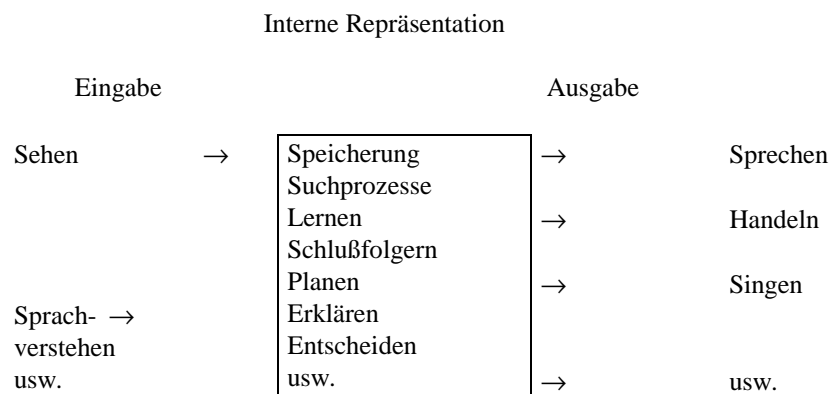 Interne Repräsentation
Eingabe Ausgabe
Sehen → Speicherung → Sprechen
Suchprozesse
Lernen → Handeln
Schlußfolgern
Planen → Singen
Sprach- → Erklären
verstehen Entscheiden
usw. usw. → usw.